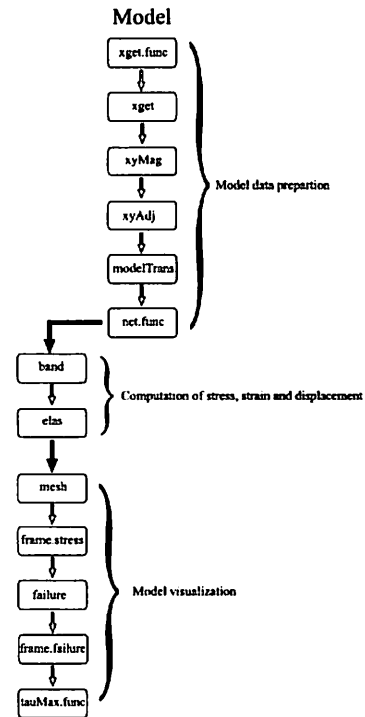 Model
xget.func
xget
xyMag
xyAdj
modelTrans
net.func
Model data prepartion
band
elas
Computation of stress, strain and displacement
mesh
frame.stress
failure
frame.failure
tauMax.func
Model visualization